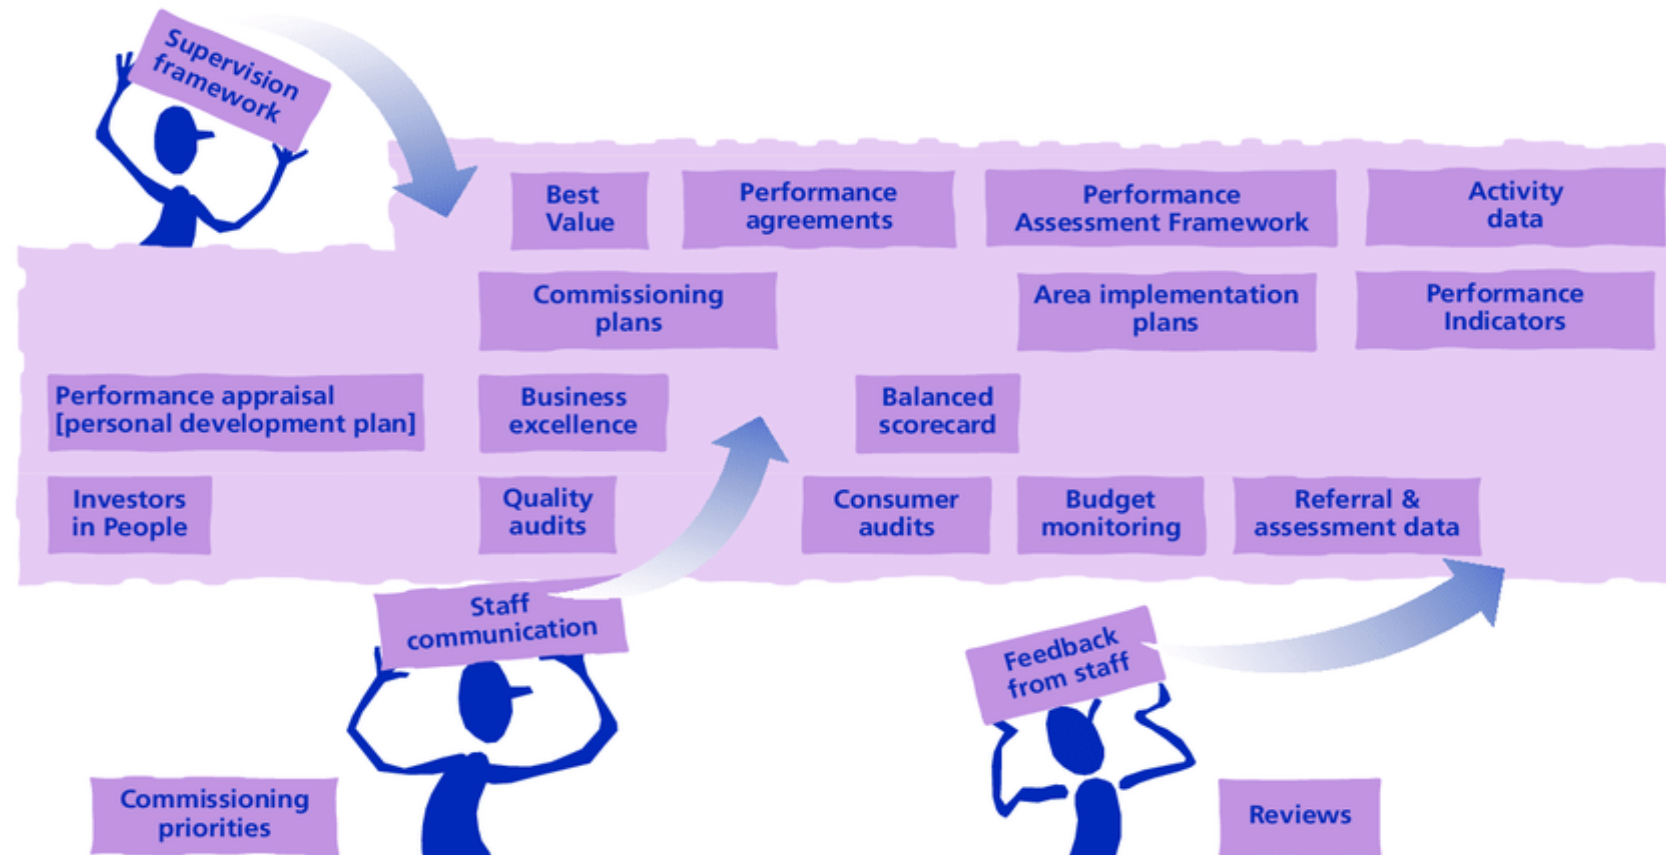 Supervision
framework
Best
Value
Performance
agreements
Performance
Assessment Framework
Activity
data
Commissioning
plans
Area implementation
plans
Performance
Indicators
Performance appraisal
[personal development plan]
Business
excellence
Balanced
scorecard
Investors
in People
Quality
audits
Consumer
audits
Budget
monitoring
Referral &
assessment data
Staff
communication
Feedback
from staff
Commissioning
priorities
Reviews